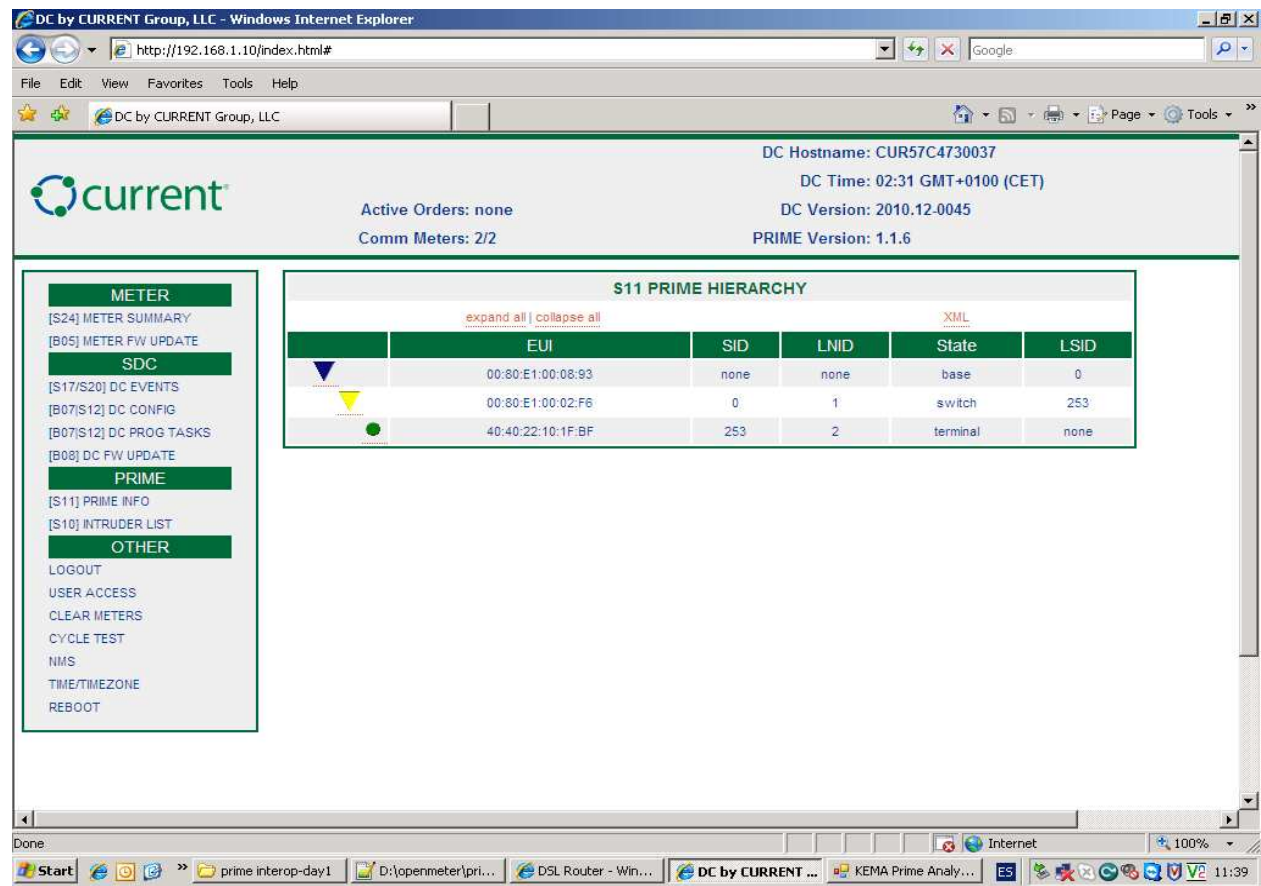 DC by CURRENT Group, LLC - Windows Internet Explorer
http://192.168.1.10/index.html#
Google
File Edit View Favorites Tools Help
DC by CURRENT Group, LLC
Page Tools
current
Active Orders: none
Comm Meters: 2/2
DC Hostname: CUR57C4730037
DC Time: 02:31 GMT+0100 (CET)
DC Version: 2010.12-0045
PRIME Version: 1.1.6
METER
[S24] METER SUMMARY
[B05] METER FW UPDATE
SDC
[S17/S20] DC EVENTS
[B07|S12] DC CONFIG
[B07|S12] DC PROG TASKS
[B08] DC FW UPDATE
PRIME
[S11] PRIME INFO
[S10] INTRUDER LIST
OTHER
LOGOUT
USER ACCESS
CLEAR METERS
CYCLE TEST
NMS
TIME/TIMEZONE
REBOOT
S11 PRIME HIERARCHY
expand all | collapse all XML
EUI SID LNID State LSID
00:80:E1:00:08:93 none none base 0
00:80:E1:00:02:F6 0 1 switch 253
40:40:22:10:1F:BF 253 2 terminal none
Done Internet 100%
Start prime interop-day1 D:\openmeter\pri... DSL Router - Win... DC by CURRENT ... KEMA Prime Analy... ES V2 11:39